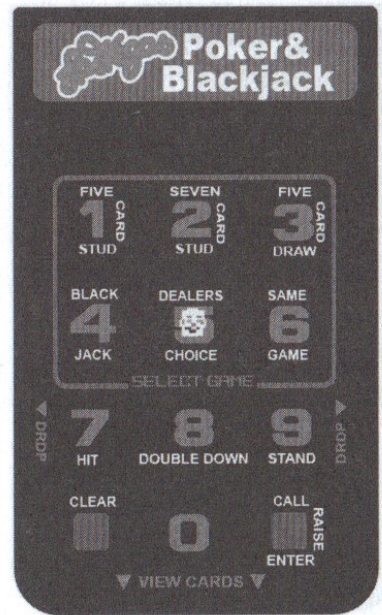 Poker&
Blackjack
FIVE SEVEN FIVE
1 CARD 2 CARD 3 CARD
STUD STUD DRAW
BLACK DEALERS SAME
4 5 6
JACK CHOICE GAME
SELECT GAME
◀ DROP DROP ▶
7 8 9
HIT DOUBLE DOWN STAND
CLEAR CALL
0 RAISE
ENTER
▼ VIEW CARDS ▼